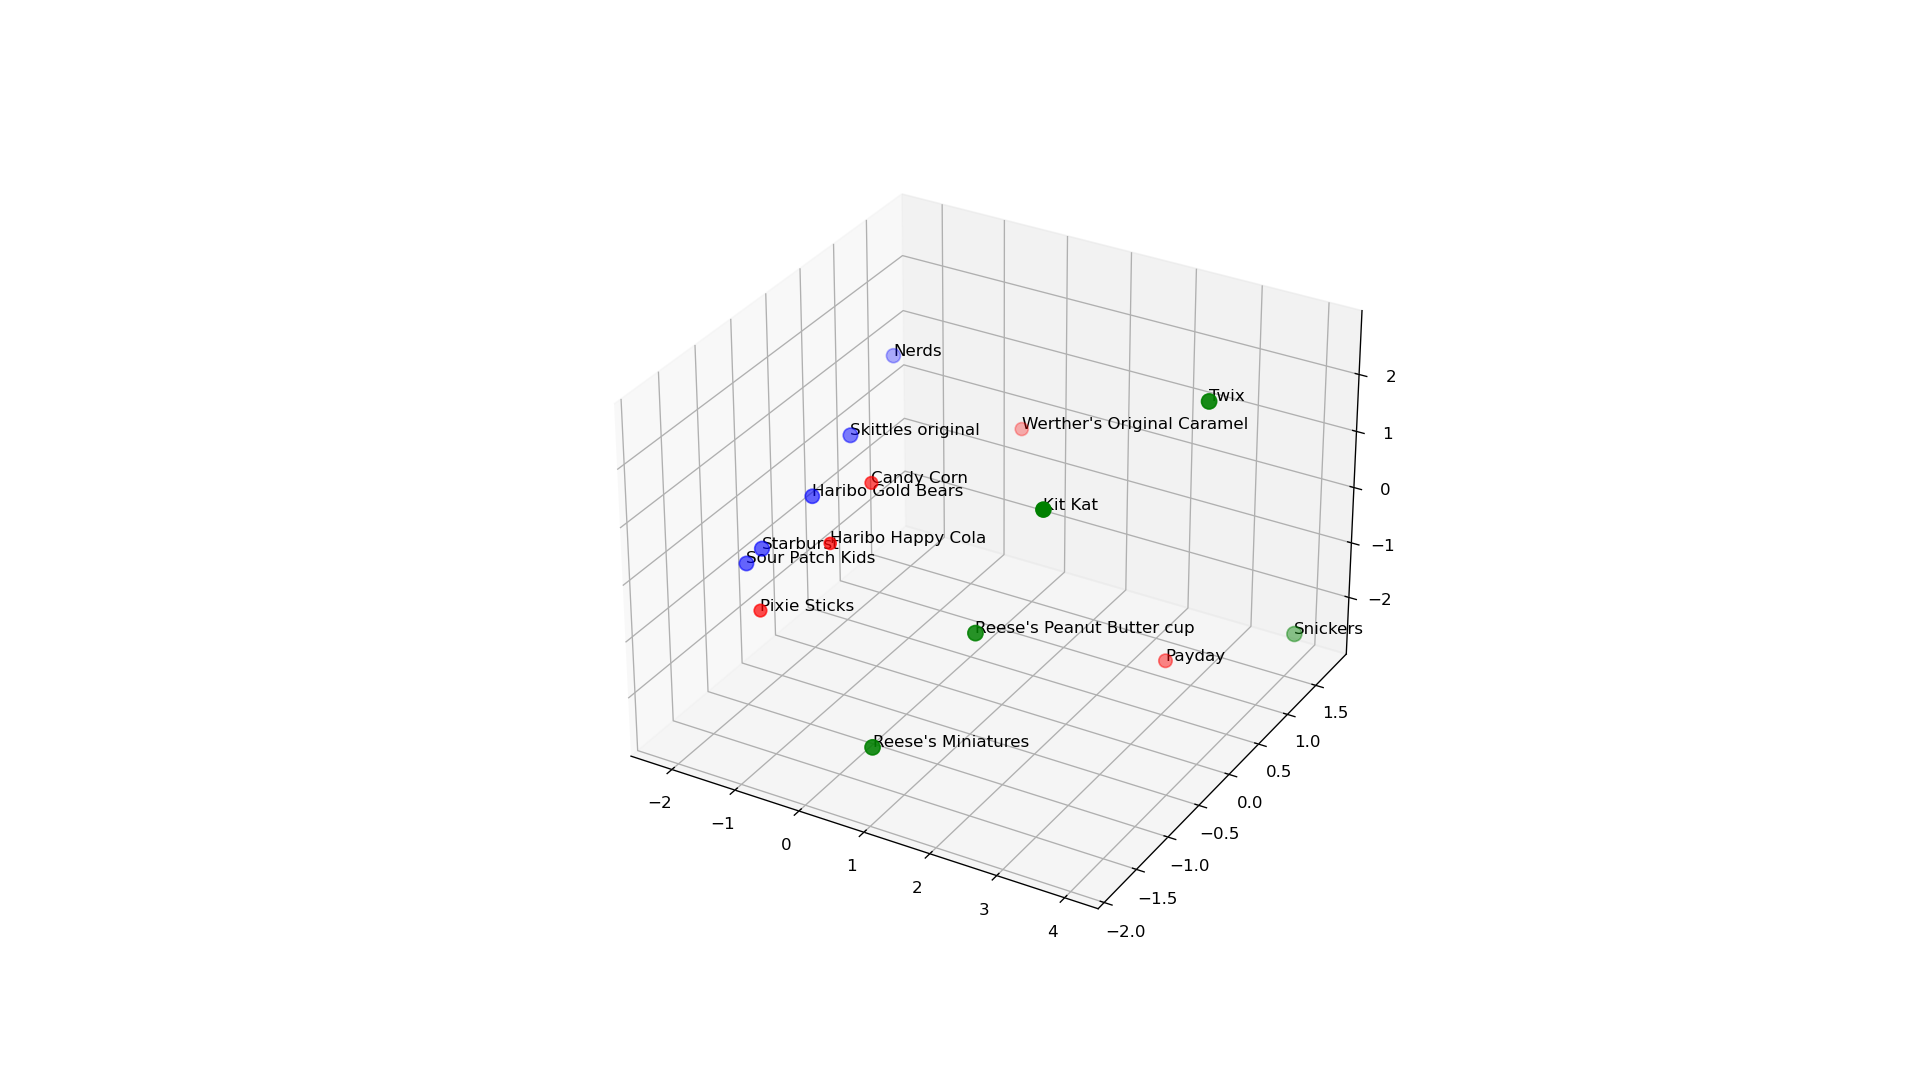 Nerds
Twix
Werther's Original Caramel
Skittles original
Candy Corn
Haribo Gold Bears
Kit Kat
Haribo Happy Cola
Starburst
Sour Patch Kids
Pixie Sticks
Reese's Peanut Butter cup
Snickers
Payday
Reese's Miniatures
−2
−1
0
1
2
3
4
−2.0
−1.5
−1.0
−0.5
0.0
0.5
1.0
1.5
−2
−1
0
1
2